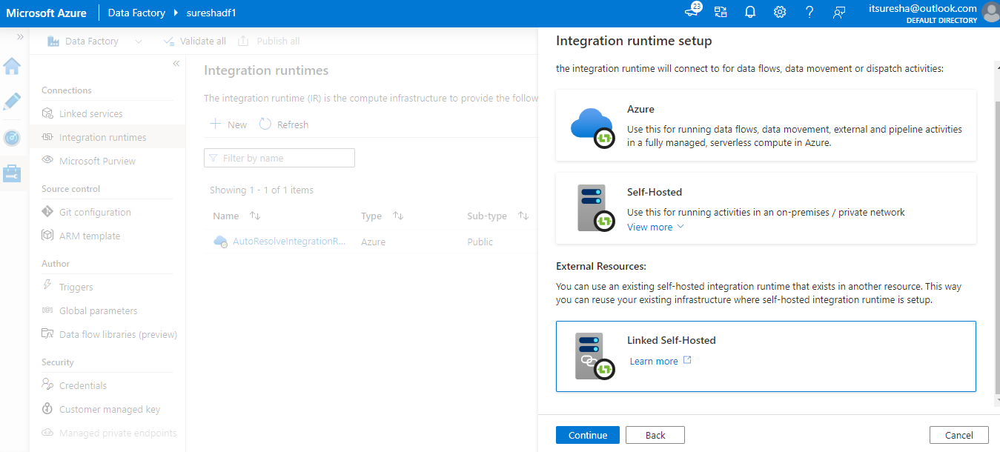 Microsoft Azure
Data Factory
sureshadf1
23
itsuresha@outlook.com
DEFAULT DIRECTORY
Data Factory
Validate all
Publish all
Connections
Linked services
Integration runtimes
Microsoft Purview
Source control
Git configuration
ARM template
Author
Triggers
Global parameters
Data flow libraries (preview)
Security
Credentials
Customer managed key
Managed private endpoints
Integration runtimes
The integration runtime (IR) is the compute infrastructure to provide the follow
New
Refresh
Filter by name
Showing 1 - 1 of 1 items
Name Type Sub-type
AutoResolveIntegrationR... Azure Public
Integration runtime setup
the integration runtime will connect to for data flows, data movement or dispatch activities:
Azure
Use this for running data flows, data movement, external and pipeline activities
in a fully managed, serverless compute in Azure.
Self-Hosted
Use this for running activities in an on-premises / private network
View more
External Resources:
You can use an existing self-hosted integration runtime that exists in another resource. This way
you can reuse your existing infrastructure where self-hosted integration runtime is setup.
Linked Self-Hosted
Learn more
Continue
Back
Cancel